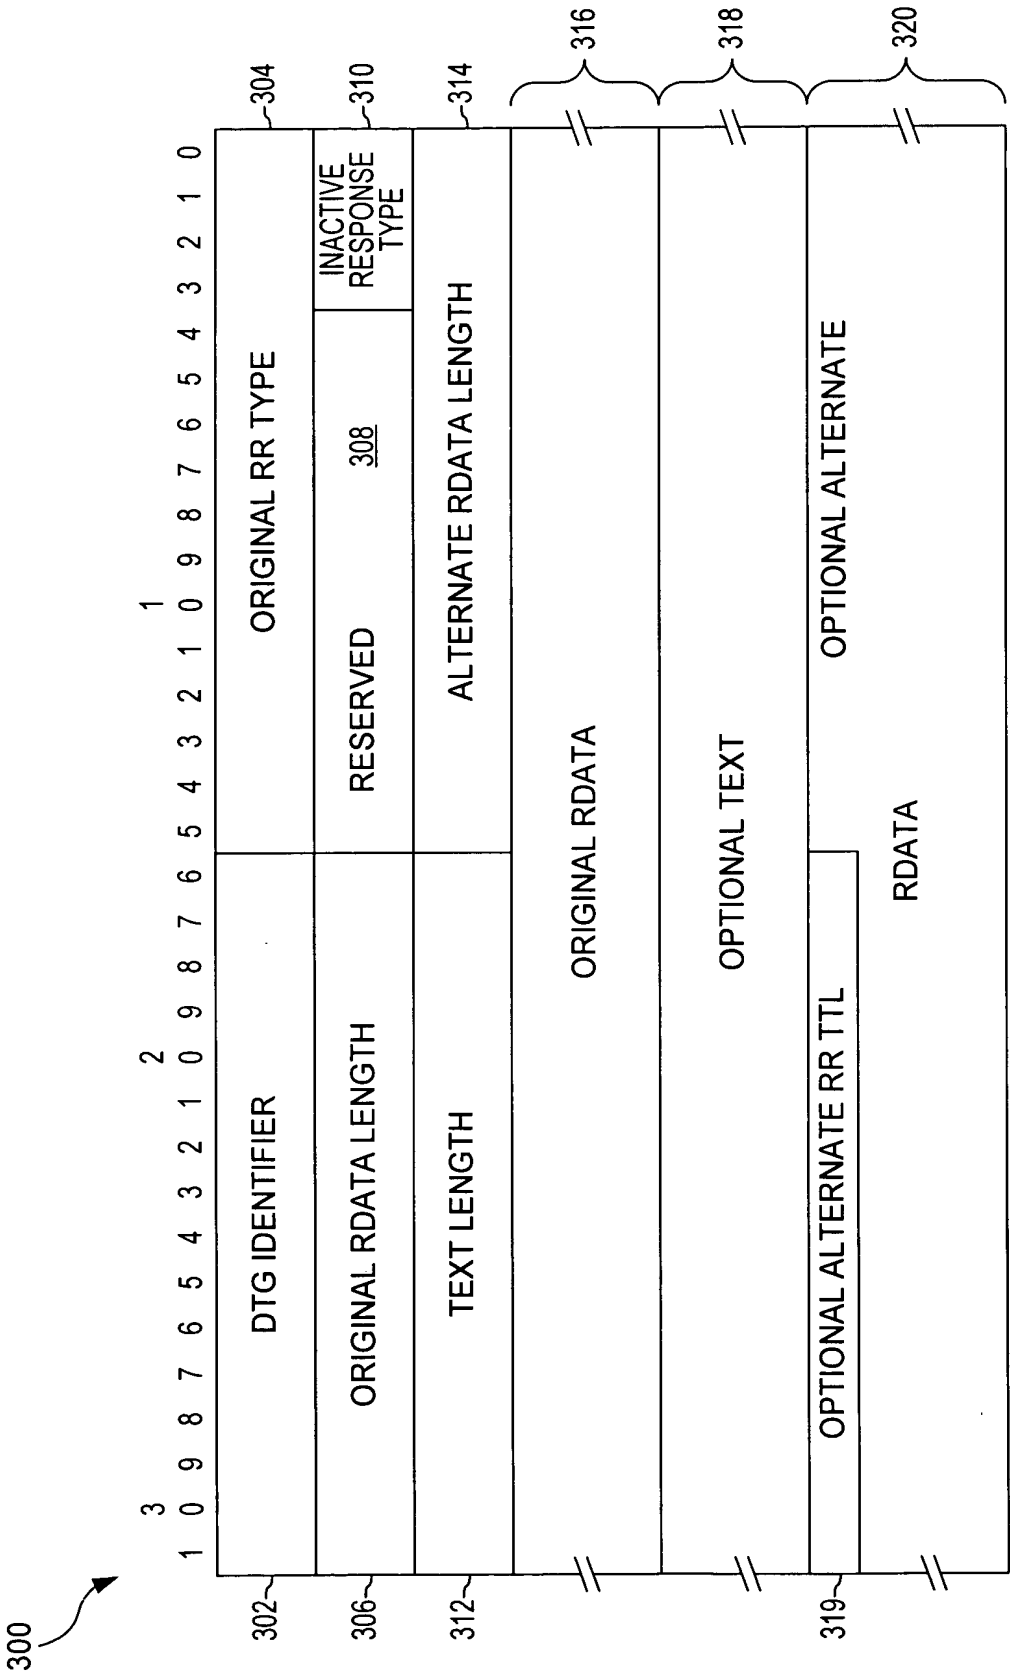 300
3 2 1
1 0 9 8 7 6 5 4 3 2 1 0 9 8 7 6 5 4 3 2 1 0 9 8 7 6 5 4 3 2 1 0
302 DTG IDENTIFIER ORIGINAL RR TYPE 304
306 ORIGINAL RDATA LENGTH RESERVED 308 INACTIVE
RESPONSE
TYPE 310
312 TEXT LENGTH ALTERNATE RDATA LENGTH 314
ORIGINAL RDATA 316
OPTIONAL TEXT 318
319 OPTIONAL ALTERNATE RR TTL OPTIONAL ALTERNATE
RDATA 320